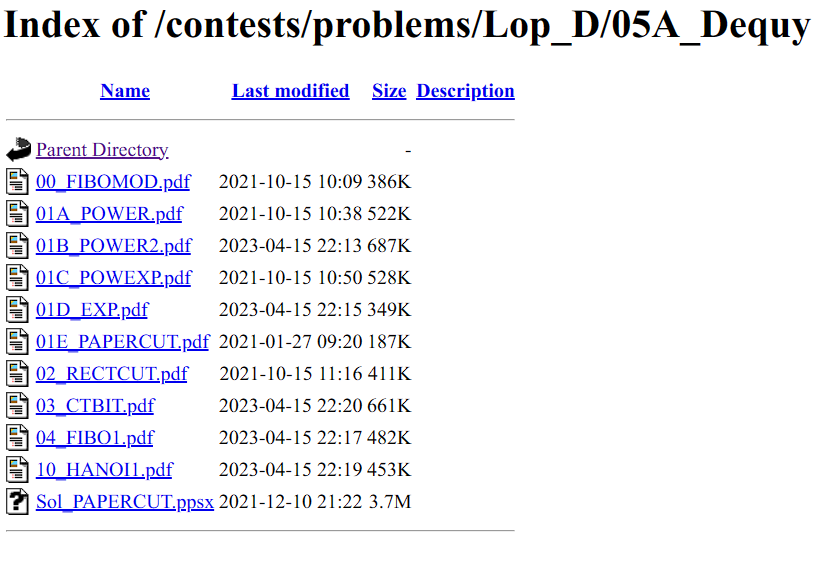 Index of /contests/problems/Lop_D/05A_Dequy
Name Last modified Size Description
Parent Directory -
00_FIBOMOD.pdf 2021-10-15 10:09 386K
01A_POWER.pdf 2021-10-15 10:38 522K
01B_POWER2.pdf 2023-04-15 22:13 687K
01C_POWEXP.pdf 2021-10-15 10:50 528K
01D_EXP.pdf 2023-04-15 22:15 349K
01E_PAPERCUT.pdf 2021-01-27 09:20 187K
02_RECTCUT.pdf 2021-10-15 11:16 411K
03_CTBIT.pdf 2023-04-15 22:20 661K
04_FIBO1.pdf 2023-04-15 22:17 482K
10_HANOI1.pdf 2023-04-15 22:19 453K
Sol_PAPERCUT.ppsx 2021-12-10 21:22 3.7M